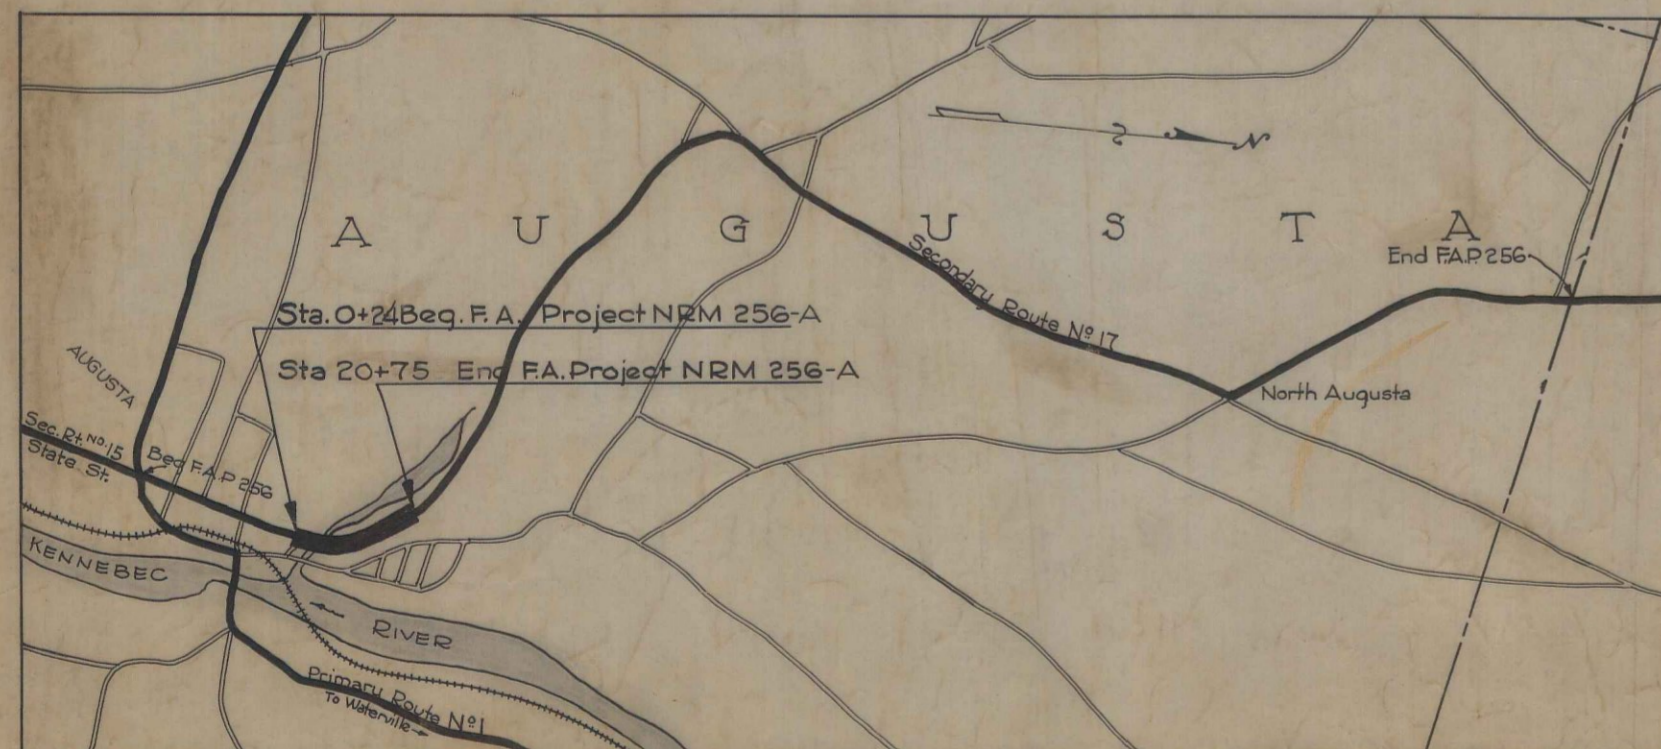 N
A U G U S T A
Secondary Route Nº 17
End F.A.P. 256
Sta. 0+24 Beg. F. A. Project NRM 256-A
Sta 20+75 End F.A. Project NRM 256-A
AUGUSTA
North Augusta
Sec. Rt. No. 15
State St.
Beg F.A.P 256
KENNEBEC
RIVER
Primary Route Nº 1
To Waterville